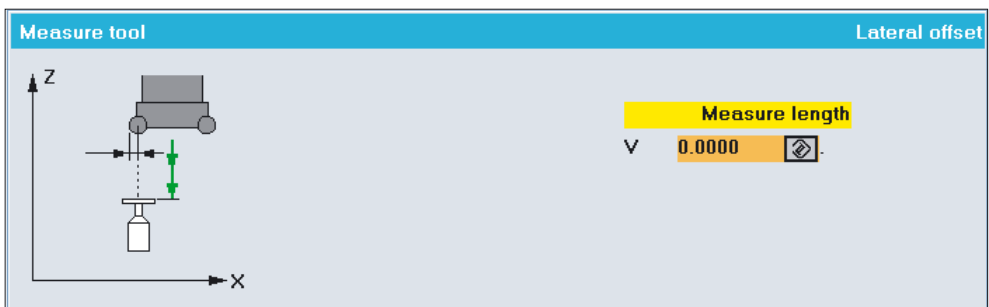 Measure tool Lateral offset
Z
Measure length
V 0.0000 .
X